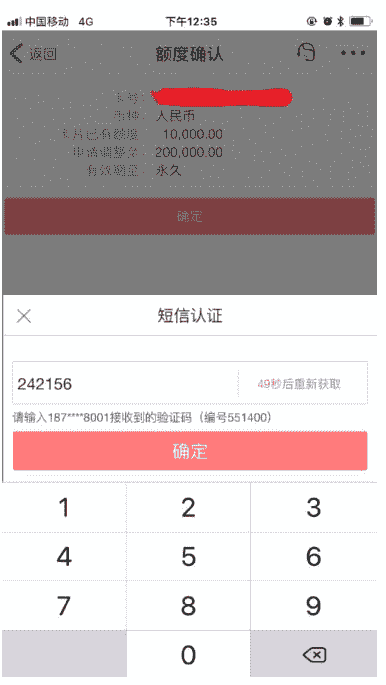 中国移动 4G 下午12:35
返回 额度确认
卡号:
币种: 人民币
卡片已有额度: 10,000.00
申请调整至: 200,000.00
有效期至: 永久
确定
短信认证
242156 49秒后重新获取
请输入187****8001接收到的验证码（编号551400）
确定
1 2 3
4 5 6
7 8 9
0